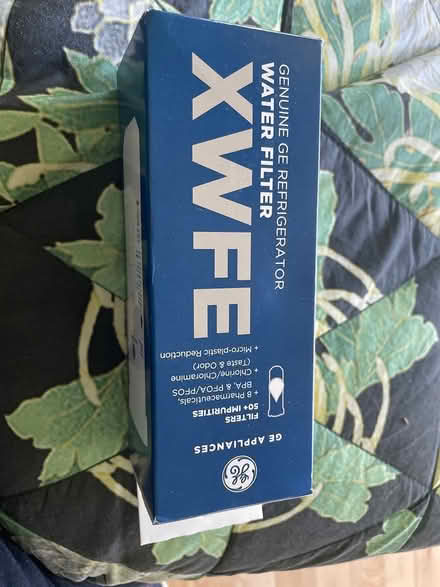 GENUINE GE REFRIGERATOR
WATER FILTER
XWFE
FILTERS
50+ IMPURITIES
+ 8 Pharmaceuticals,
BPA, & PFOA/PFOS
+ Chlorine/Chloramine
(Taste & Odor)
+ Micro-plastic Reduction
GE
GE APPLIANCES